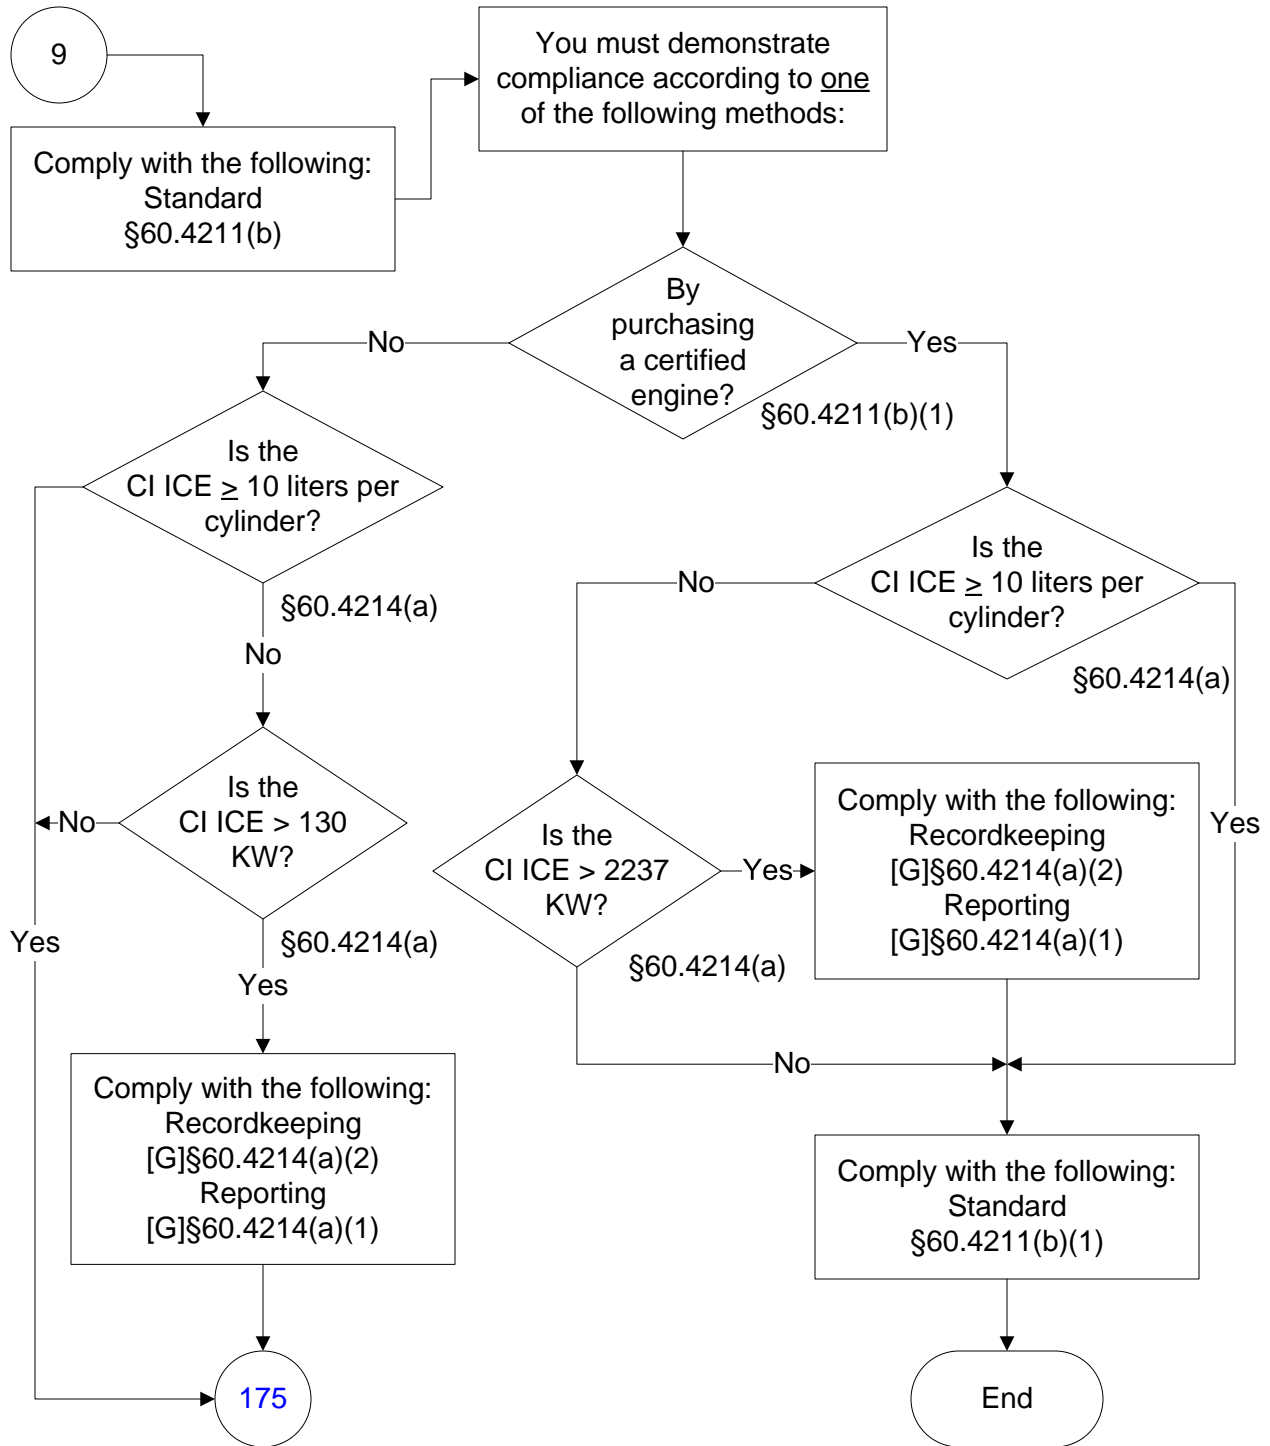 9
You must demonstrate
compliance according to one
of the following methods:
Comply with the following:
Standard
§60.4211(b)
By
purchasing
a certified
engine?
No
Yes
§60.4211(b)(1)
Is the
CI ICE ≥ 10 liters per
cylinder?
§60.4214(a)
No
Is the
CI ICE ≥ 10 liters per
cylinder?
§60.4214(a)
No
Yes
Is the
CI ICE > 130
KW?
No
§60.4214(a)
Yes
Yes
Is the
CI ICE > 2237
KW?
Yes
§60.4214(a)
No
Comply with the following:
Recordkeeping
[G]§60.4214(a)(2)
Reporting
[G]§60.4214(a)(1)
Comply with the following:
Recordkeeping
[G]§60.4214(a)(2)
Reporting
[G]§60.4214(a)(1)
Comply with the following:
Standard
§60.4211(b)(1)
175
End